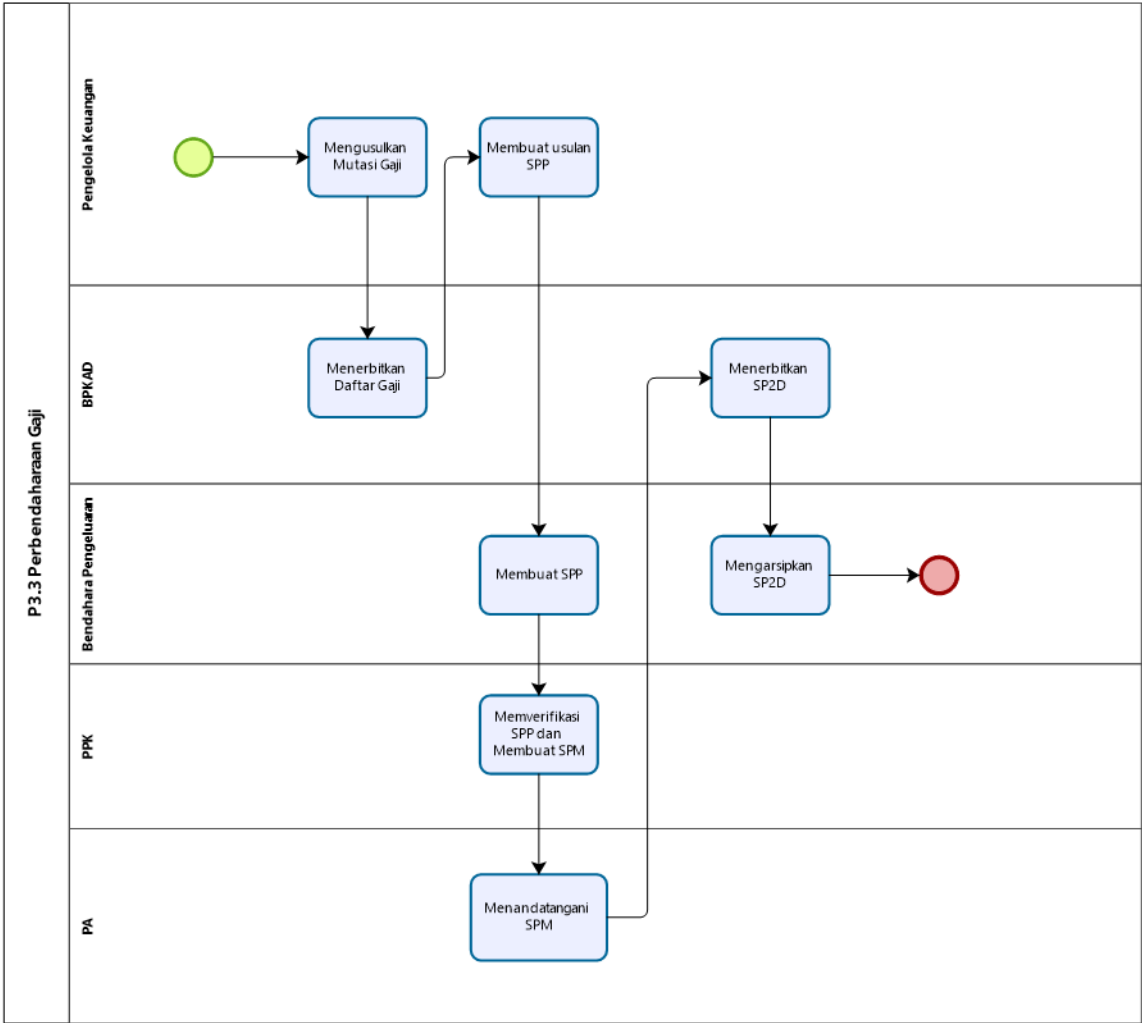 P3.3 Perbendaharaan Gaji
Pengelola Keuangan
Mengusulkan
Mutasi Gaji
Membuat usulan
SPP
BPKAD
Menerbitkan
Daftar Gaji
Menerbitkan
SP2D
Bendahara Pengeluaran
Membuat SPP
Mengarsipkan
SP2D
PPK
Memverifikasi
SPP dan
Membuat SPM
PA
Menandatangani
SPM